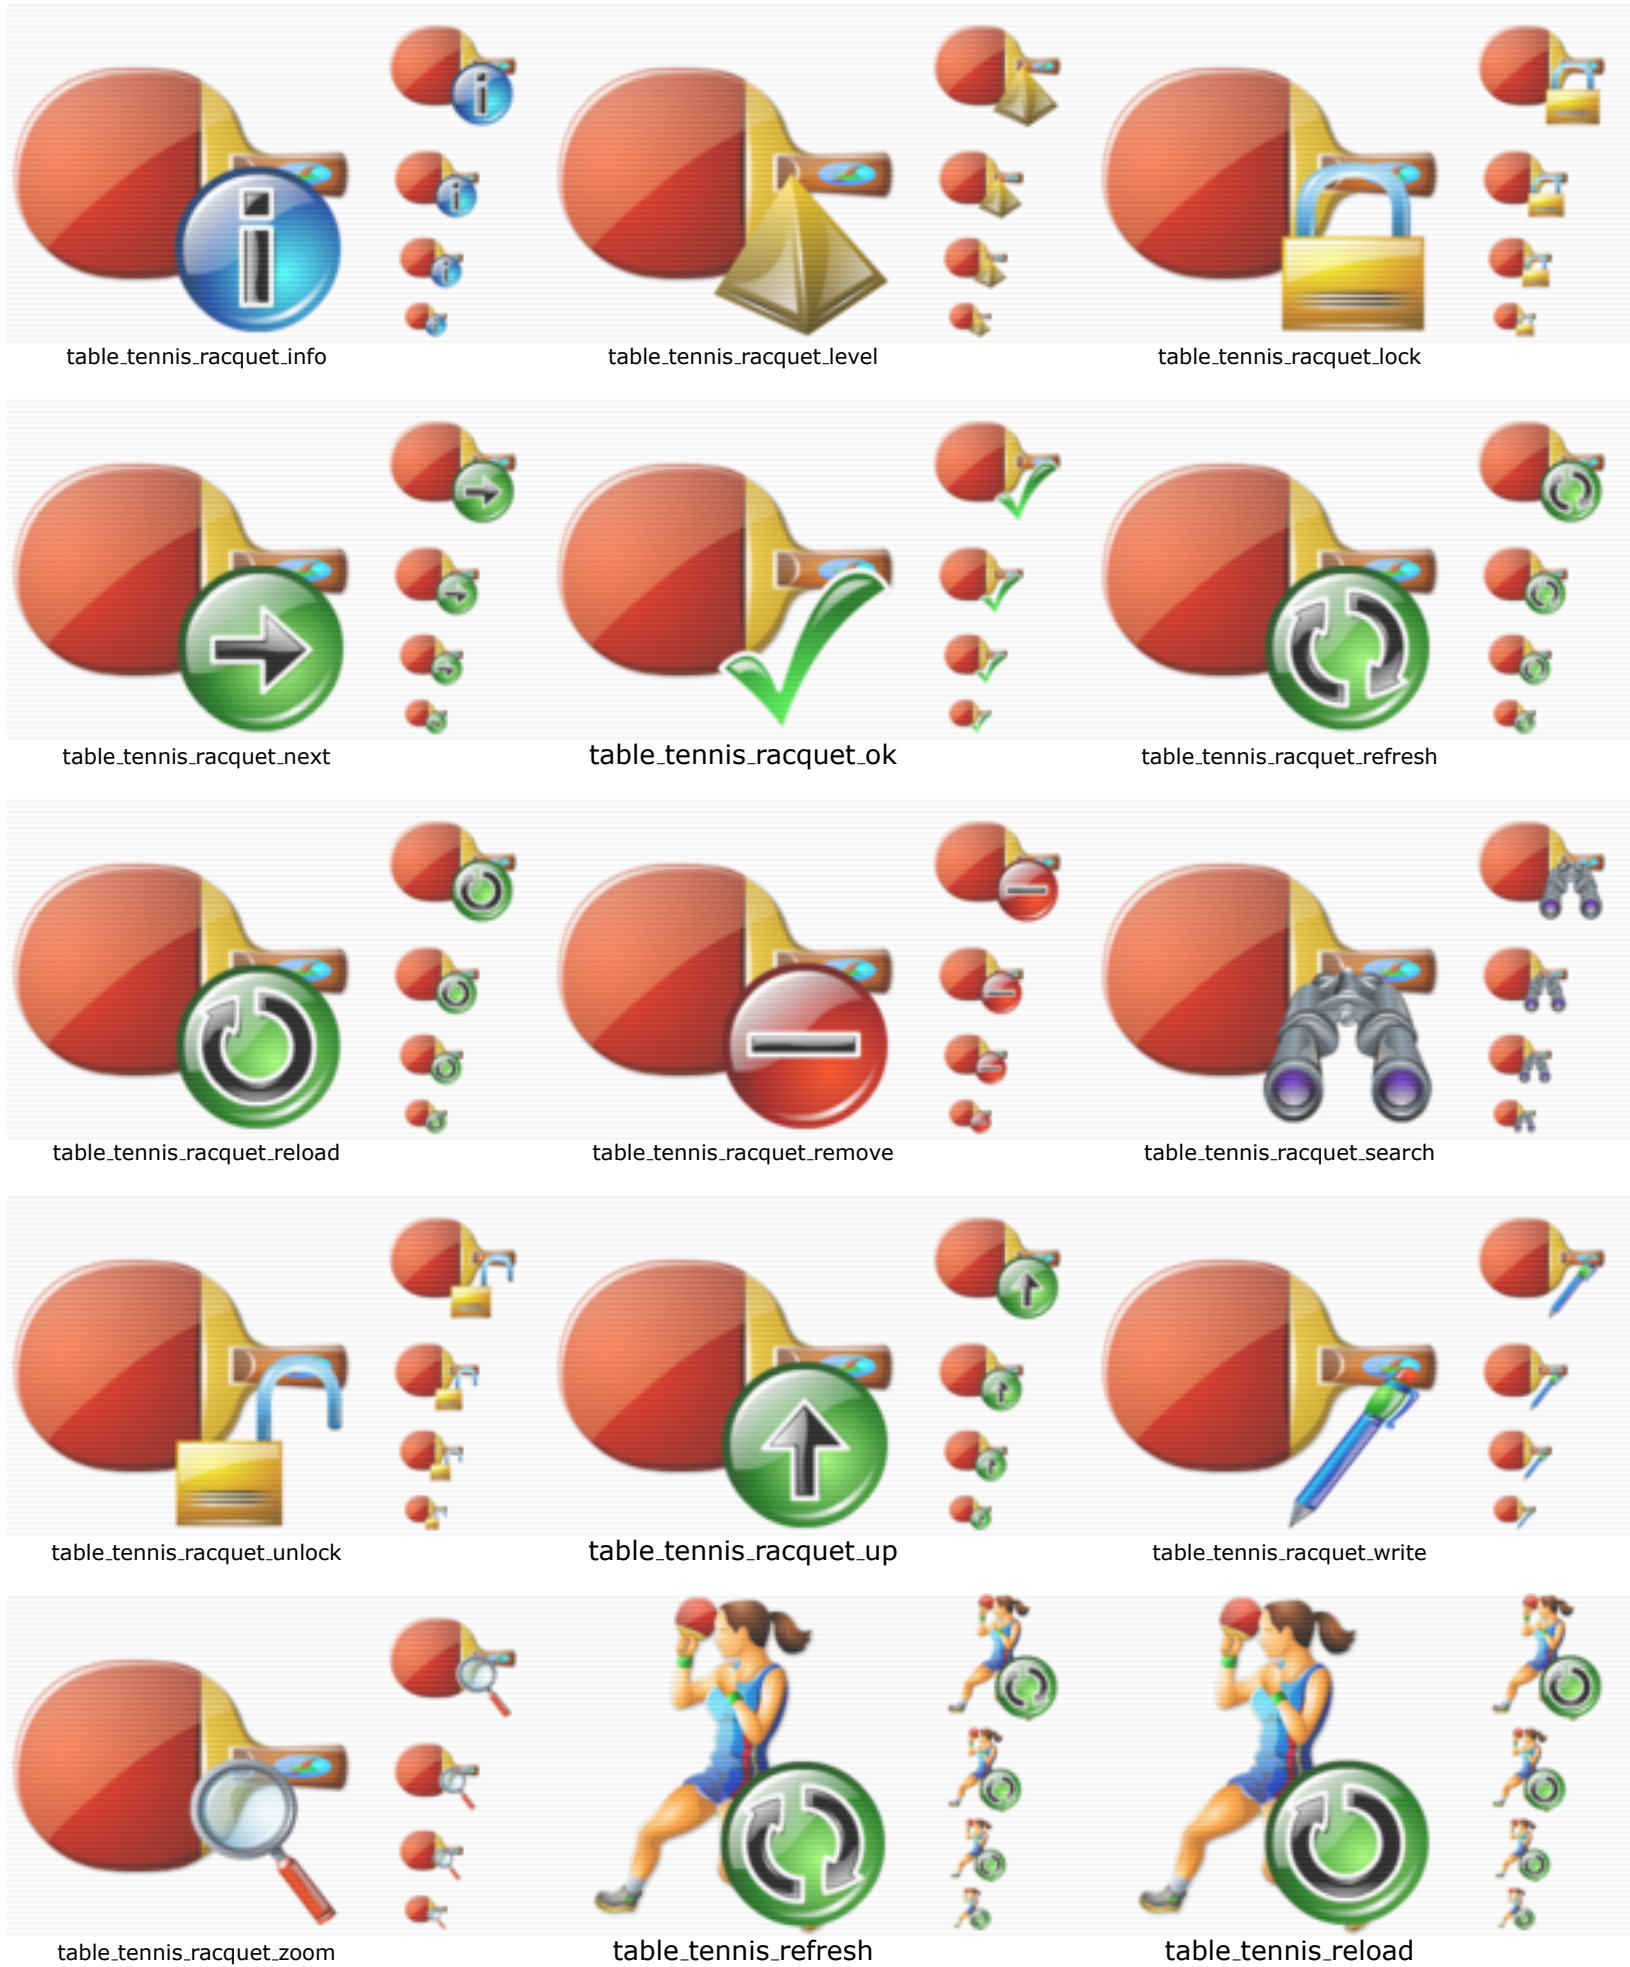 table_tennis_racquet_info
table_tennis_racquet_level
table_tennis_racquet_lock
table_tennis_racquet_next
table_tennis_racquet_ok
table_tennis_racquet_refresh
table_tennis_racquet_reload
table_tennis_racquet_remove
table_tennis_racquet_search
table_tennis_racquet_unlock
table_tennis_racquet_up
table_tennis_racquet_write
table_tennis_racquet_zoom
table_tennis_refresh
table_tennis_reload